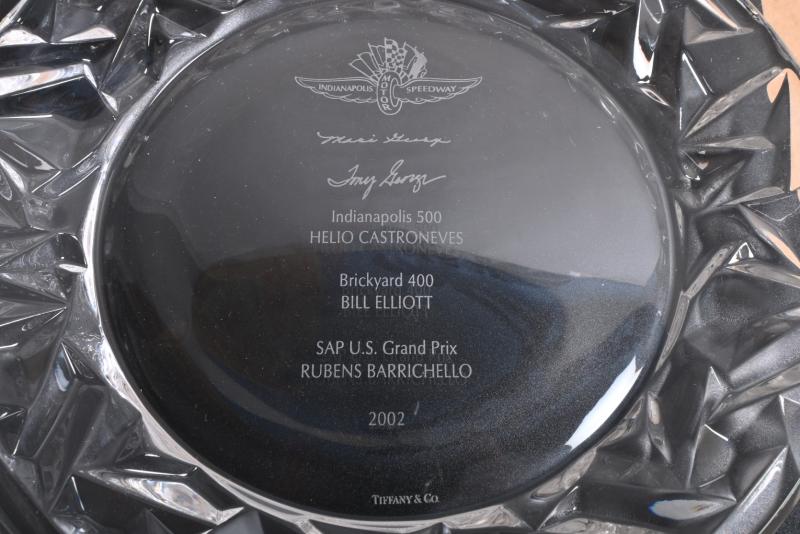 INDIANAPOLIS MOTOR SPEEDWAY
Mari George
Tony George
Indianapolis 500
HELIO CASTRONEVES
Brickyard 400
BILL ELLIOTT
SAP U.S. Grand Prix
RUBENS BARRICHELLO
2002
TIFFANY & CO.